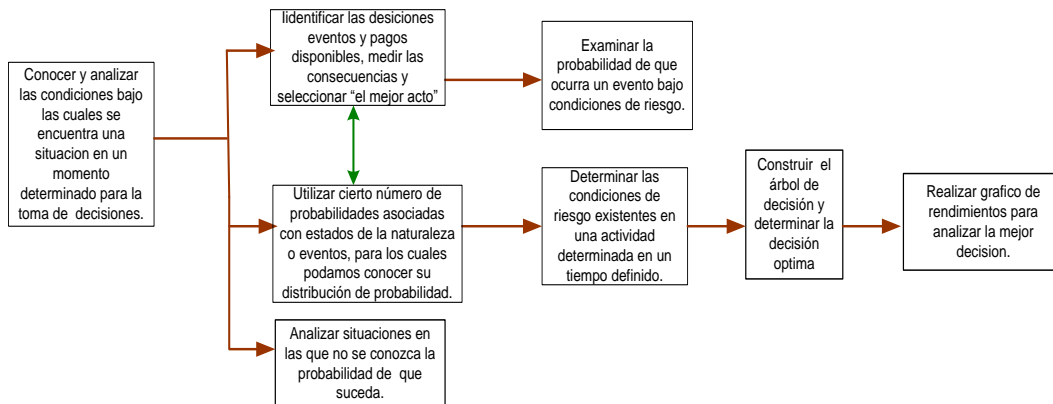 Conocer y analizar
las condiciones bajo
las cuales se
encuentra una
situacion en un
momento
determinado para la
toma de decisiones.
Iidentificar las desiciones
eventos y pagos
disponibles, medir las
consecuencias y
seleccionar “el mejor acto”
Examinar la
probabilidad de que
ocurra un evento bajo
condiciones de riesgo.
Utilizar cierto número de
probabilidades asociadas
con estados de la naturaleza
o eventos, para los cuales
podamos conocer su
distribución de probabilidad.
Determinar las
condiciones de
riesgo existentes en
una actividad
determinada en un
tiempo definido.
Construir el
árbol de
decisión y
determinar la
decisión
optima
Realizar grafico de
rendimientos para
analizar la mejor
decision.
Analizar situaciones en
las que no se conozca la
probabilidad de que
suceda.